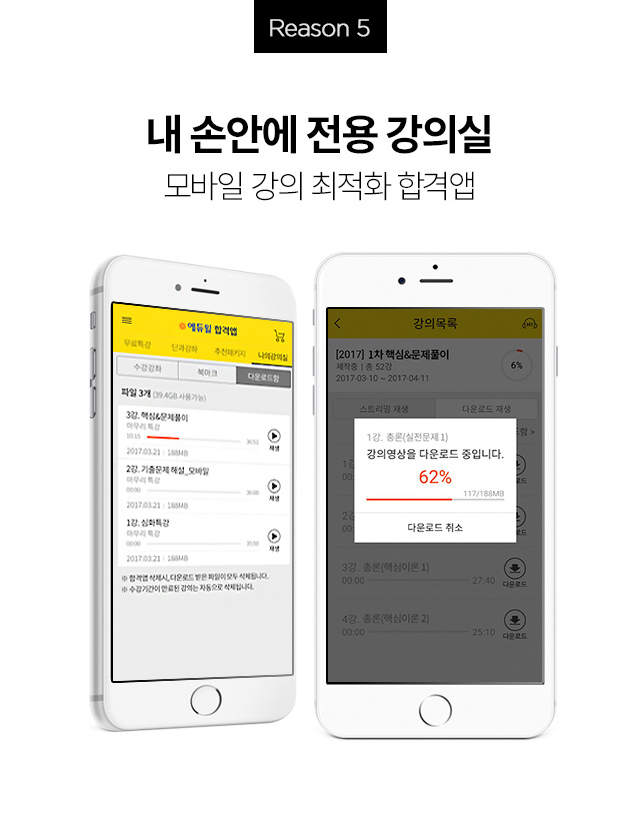 Reason 5
내 손안에 전용 강의실
모바일 강의 최적화 합격앱
에듀윌 합격앱
무료특강 단과강좌 추천패키지 나의강의실
수강강좌 북마크 다운로드함
파일 3개 (39.4GB 사용가능)
3강. 핵심&문제풀이
마무리 특강
10:15 36:51
재생
2017.03.21 | 188MB
2강. 기출문제 해설_모바일
마무리 특강
00:00 36:88
재생
2017.03.21 | 188MB
1강. 심화특강
마무리 특강
00:00 35:50
재생
2017.03.21 | 188MB
※ 합격앱 삭제시, 다운로드 받은 파일이 모두 삭제됩니다.
※ 수강기간이 만료된 강의는 자동으로 삭제됩니다.
강의목록
[2017] 1차 핵심&문제풀이
제작중 | 총 52강
2017-03-10 ~ 2017-04-11
6%
스트리밍 재생 다운로드 재생
1강. 총론(실전문제 1)
강의영상을 다운로드 중입니다.
62%
117/188MB
다운로드 취소
3강. 총론(핵심이론 1)
00:00 27:40
다운로드
4강. 총론(핵심이론 2)
00:00 25:10
다운로드